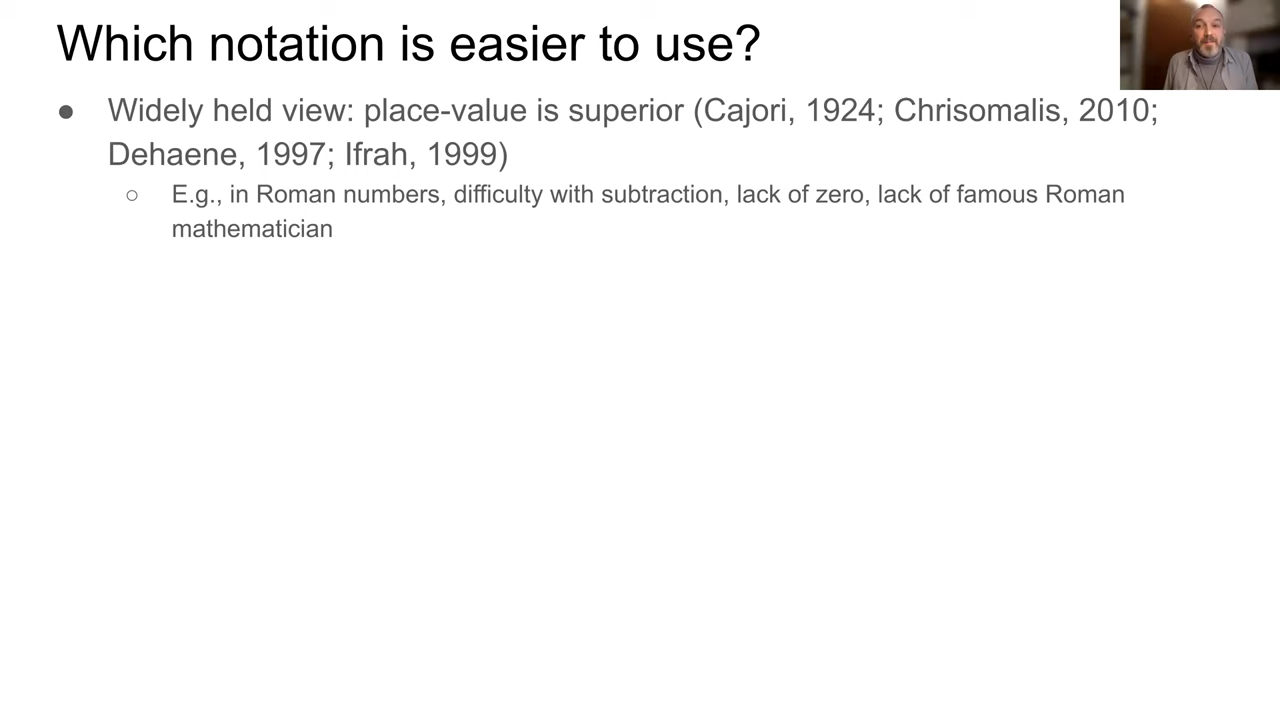 Which notation is easier to use?
● Widely held view: place-value is superior (Cajori, 1924; Chrisomalis, 2010;
Dehaene, 1997; Ifrah, 1999)
○ E.g., in Roman numbers, difficulty with subtraction, lack of zero, lack of famous Roman
mathematician